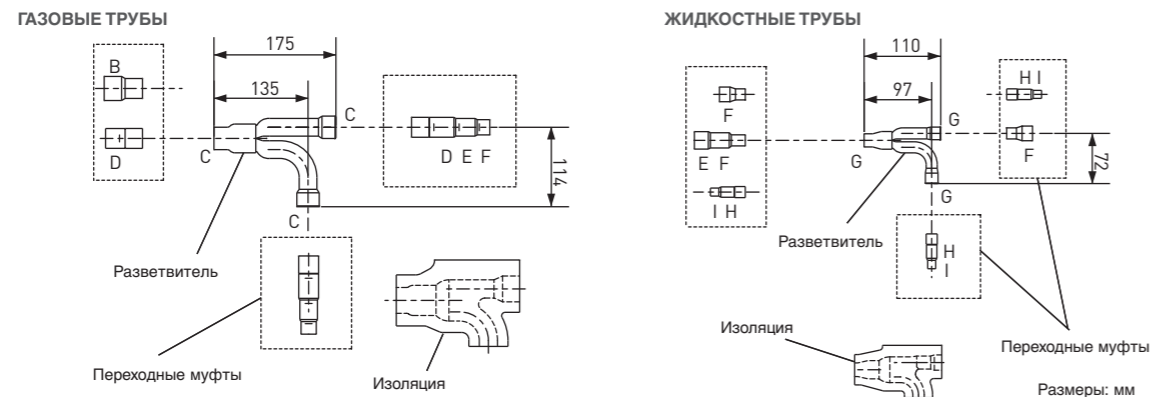 ГАЗОВЫЕ ТРУБЫ
175
135
B
D
C
C
C
D E F
114
Разветвитель
Переходные муфты
Изоляция
ЖИДКОСТНЫЕ ТРУБЫ
110
97
F
E F
I H
G
G
G
H I
F
72
Разветвитель
H
I
Изоляция
Переходные муфты
Размеры: мм